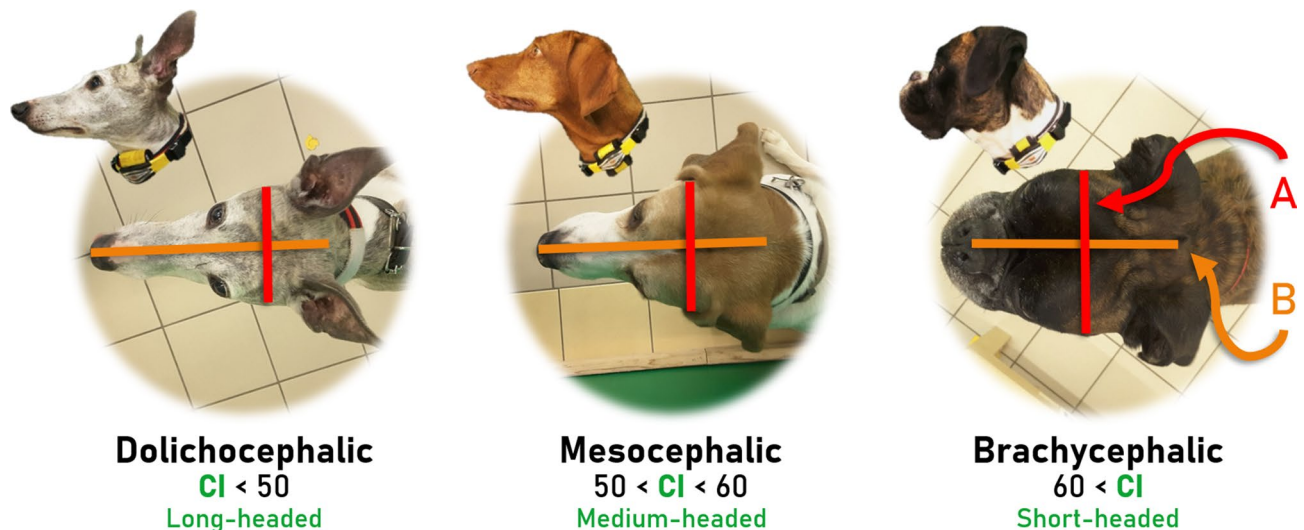 A
B
Dolichocephalic
CI < 50
Long-headed
Mesocephalic
50 < CI < 60
Medium-headed
Brachycephalic
60 < CI
Short-headed